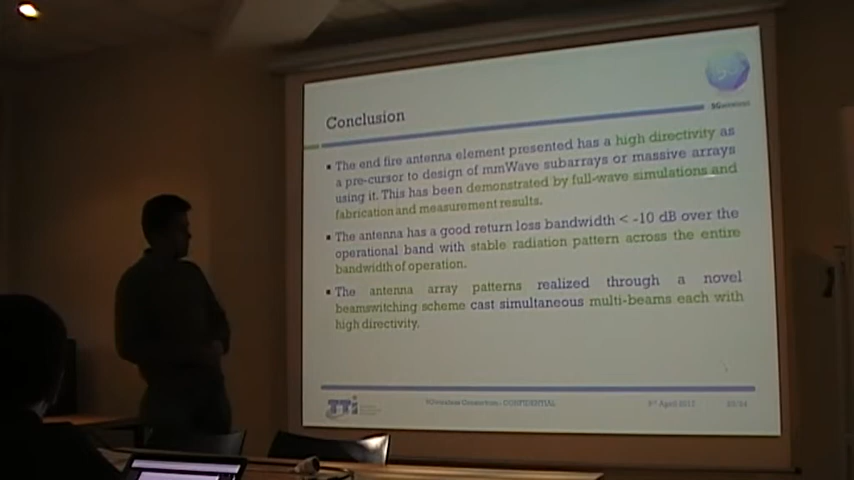 Conclusion
▪ The end fire antenna element presented has a high directivity as
a pre-cursor to design of mmWave subarrays or massive arrays
using it. This has been demonstrated by full-wave simulations and
fabrication and measurement results.
▪ The antenna has a good return loss bandwidth < -10 dB over the
operational band with stable radiation pattern across the entire
bandwidth of operation.
▪ The antenna array patterns realized through a novel
beamswitching scheme cast simultaneous multi-beams each with
high directivity.
5Gwireless Consortium - CONFIDENTIAL